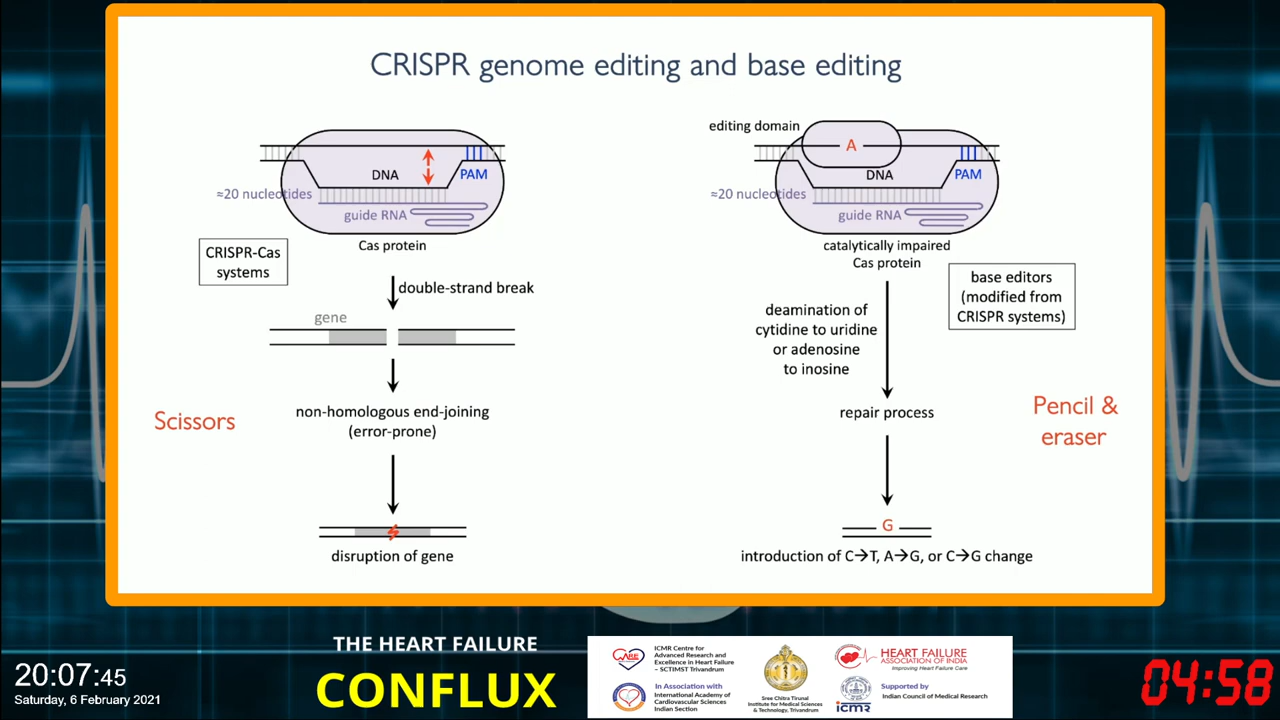 CRISPR genome editing and base editing
DNA
PAM
≈20 nucleotides
guide RNA
Cas protein
CRISPR-Cas
systems
double-strand break
gene
Scissors
non-homologous end-joining
(error-prone)
disruption of gene
editing domain
A
DNA
PAM
≈20 nucleotides
guide RNA
catalytically impaired
Cas protein
base editors
(modified from
CRISPR systems)
deamination of
cytidine to uridine
or adenosine
to inosine
repair process
Pencil &
eraser
G
introduction of C→T, A→G, or C→G change
THE HEART FAILURE
CONFLUX
20:07:45
6 February 2021
CARE
ICMR Centre for
Advanced Research and
Excellence in Heart Failure
– SCTIMST Trivandrum
In Association with
International Academy of
Cardiovascular Sciences
Indian Section
Sree Chitra Tirunal
Institute for Medical Sciences
& Technology, Trivandrum
HEART FAILURE
ASSOCIATION OF INDIA
Improving Heart Failure Care
Supported by
Indian Council of Medical Research
icmr
04:58